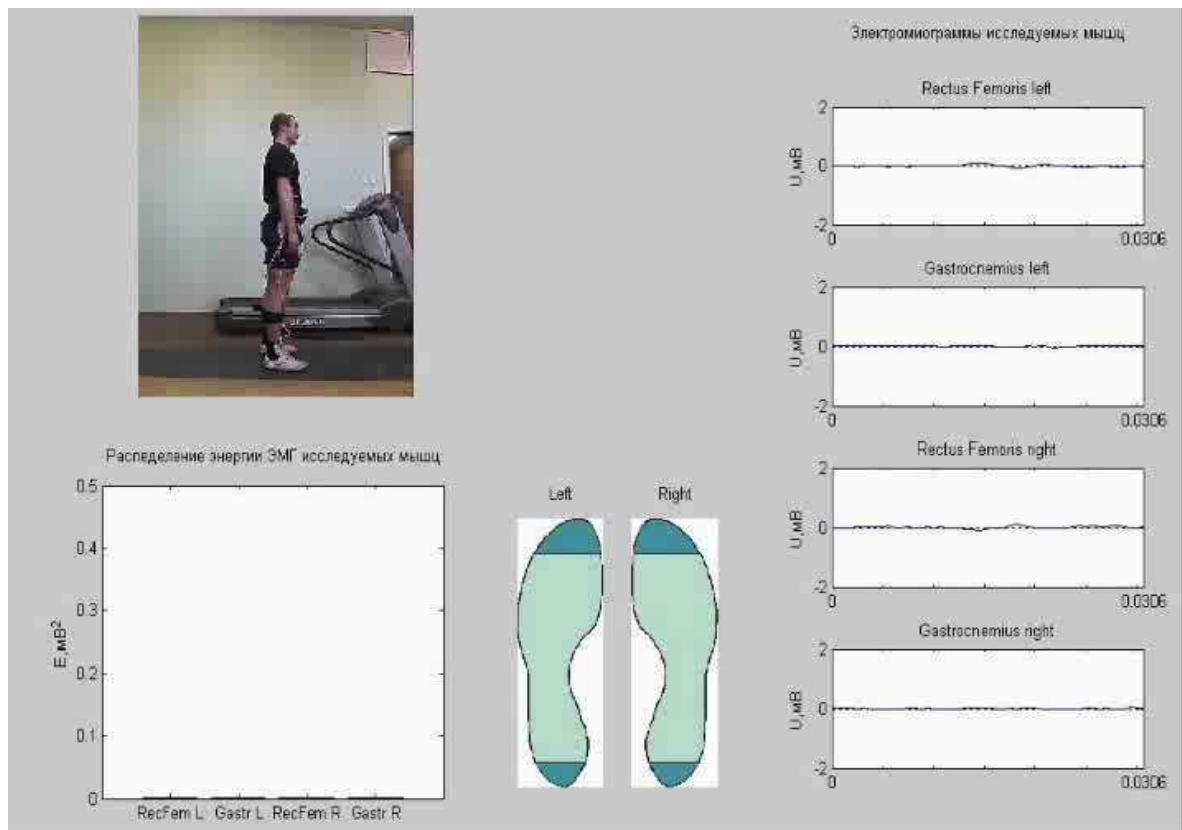 Электромиограммы исследуемых мышц
Rectus Femoris left
2
U,мВ
0
-2
0
0.0306
Gastrocnemius left
2
U,мВ
0
-2
0
0.0306
Распеделение энергии ЭМГ исследуемых мышц
0.5
0.4
0.3
0.2
0.1
0
E,мВ²
RecFem L Gastr L RecFem R Gastr R
Left
Right
Rectus Femoris right
2
U,мВ
0
-2
0
0.0306
Gastrocnemius right
2
U,мВ
0
-2
0
0.0306